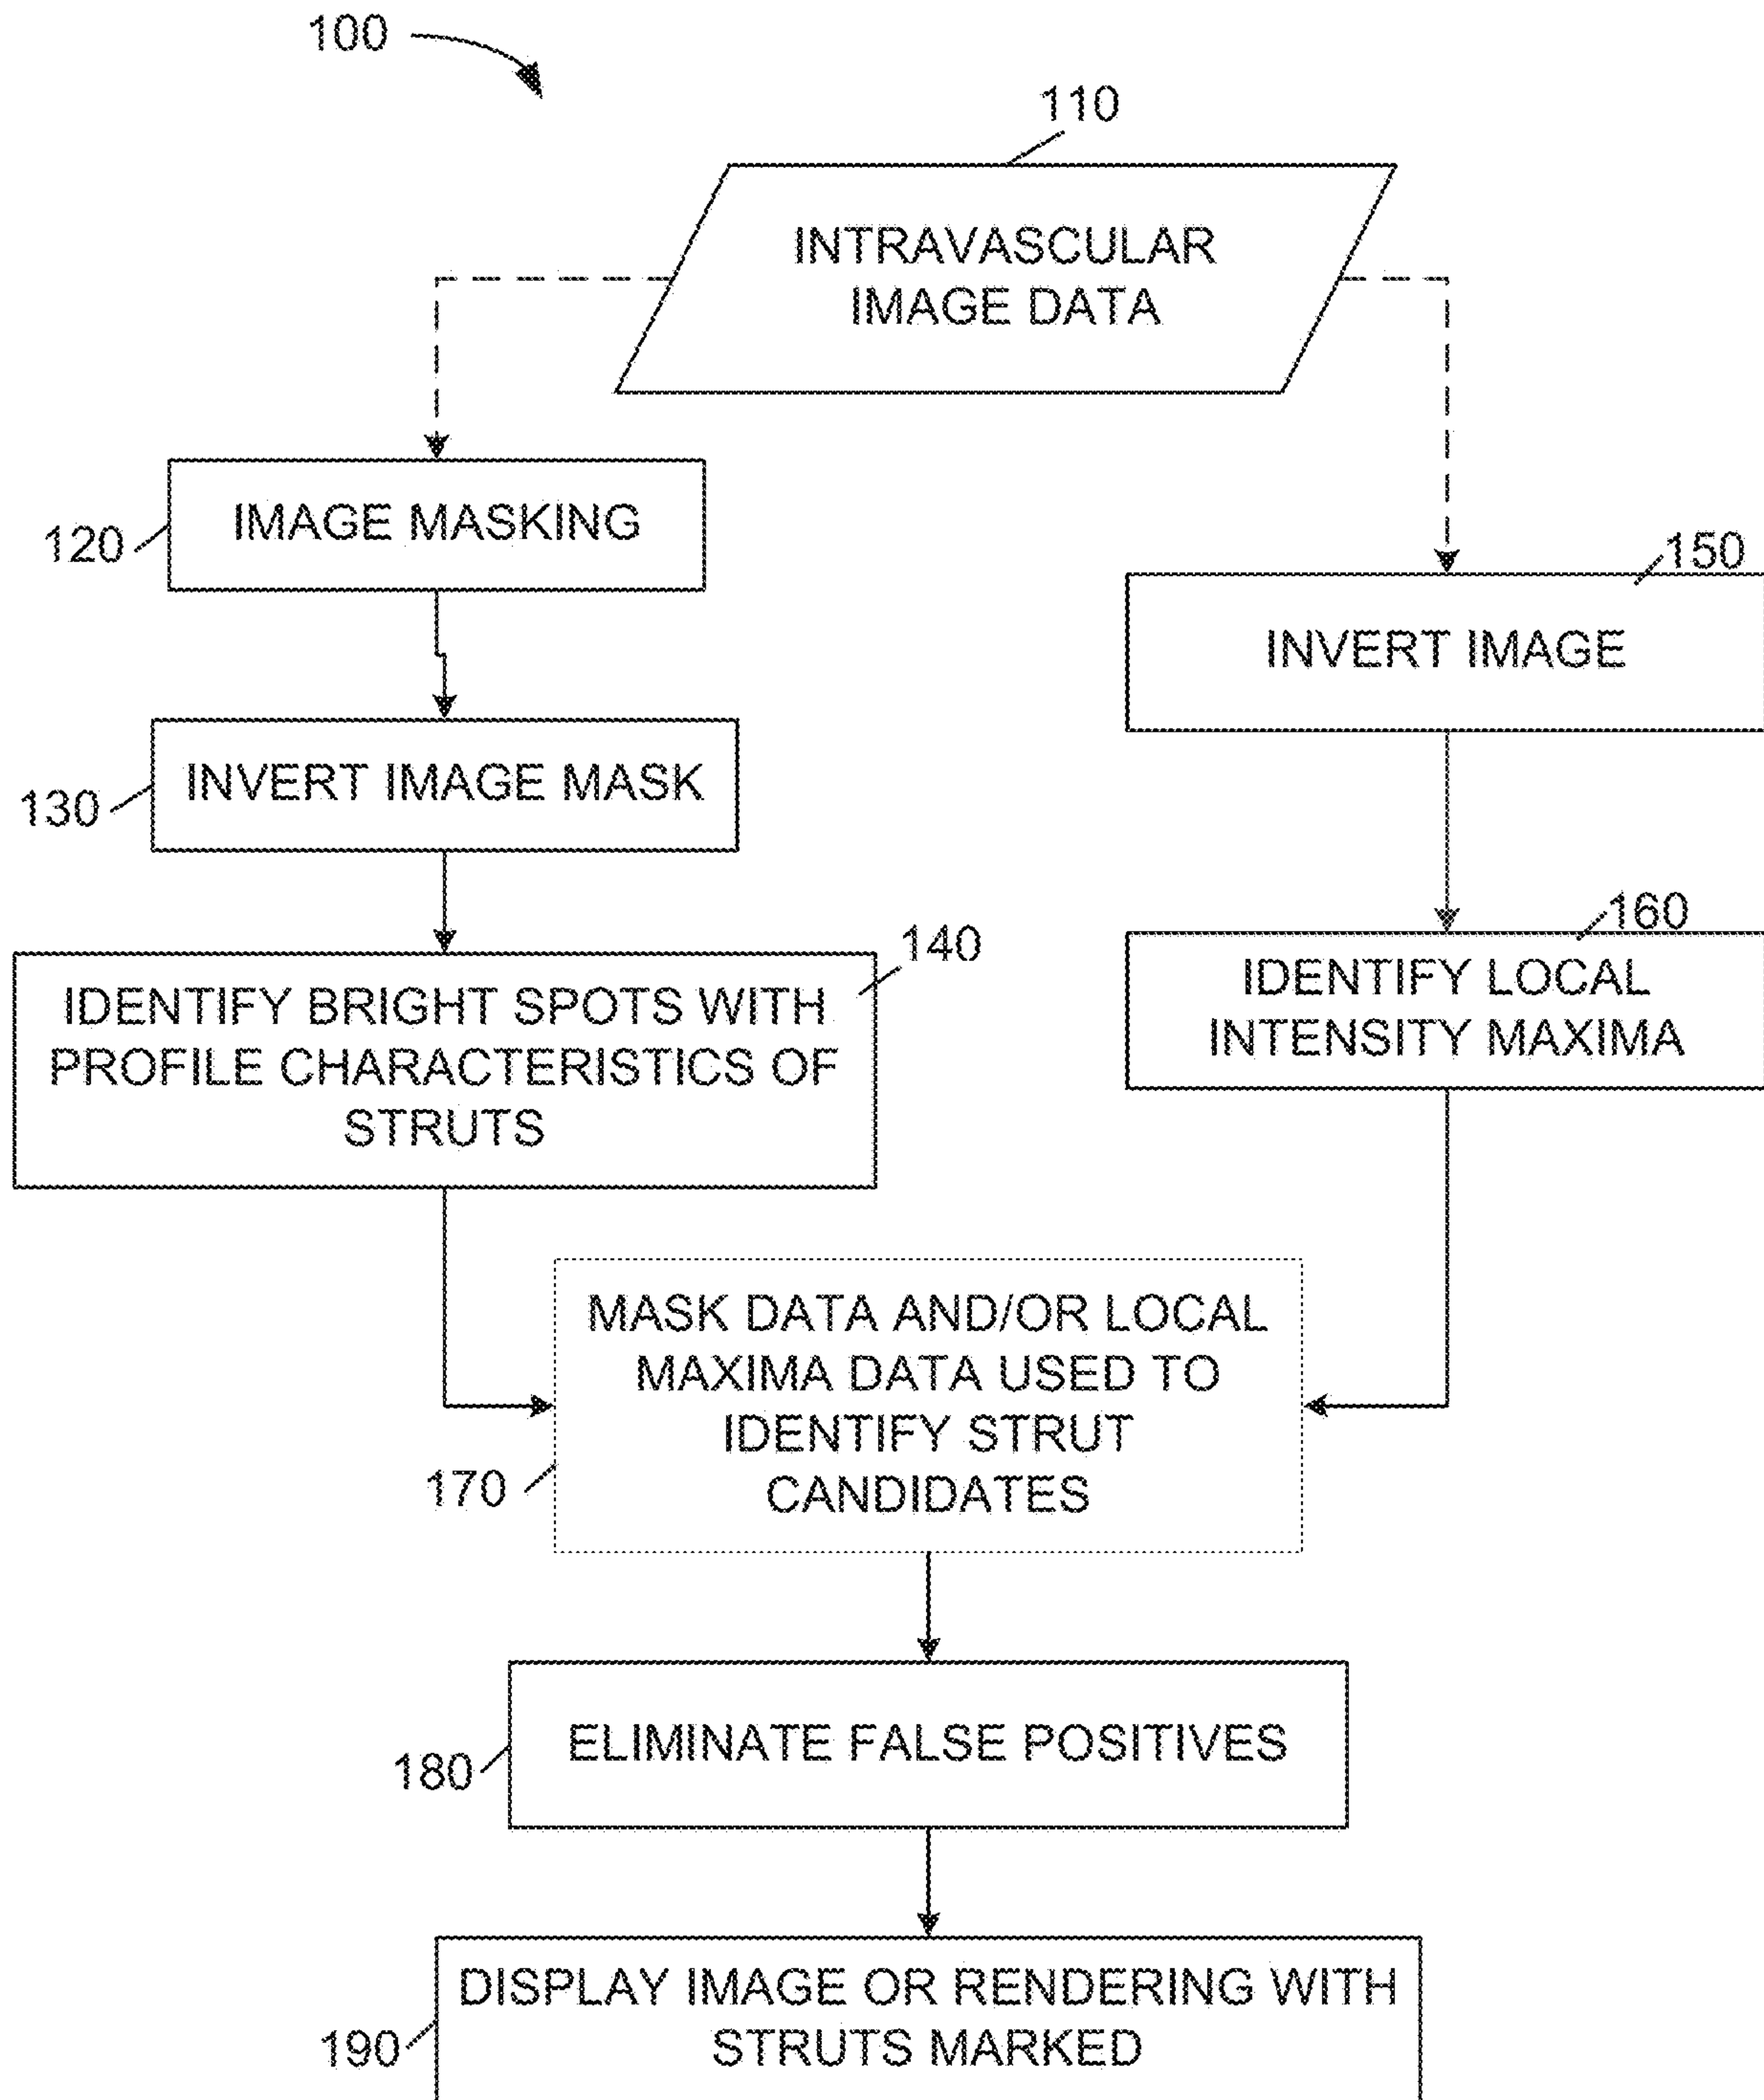 100
110
INTRAVASCULAR
IMAGE DATA
120
IMAGE MASKING
150
INVERT IMAGE
130
INVERT IMAGE MASK
140
IDENTIFY BRIGHT SPOTS WITH
PROFILE CHARACTERISTICS OF
STRUTS
160
IDENTIFY LOCAL
INTENSITY MAXIMA
MASK DATA AND/OR LOCAL
MAXIMA DATA USED TO
IDENTIFY STRUT
CANDIDATES
170
ELIMINATE FALSE POSITIVES
180
DISPLAY IMAGE OR RENDERING WITH
STRUTS MARKED
190